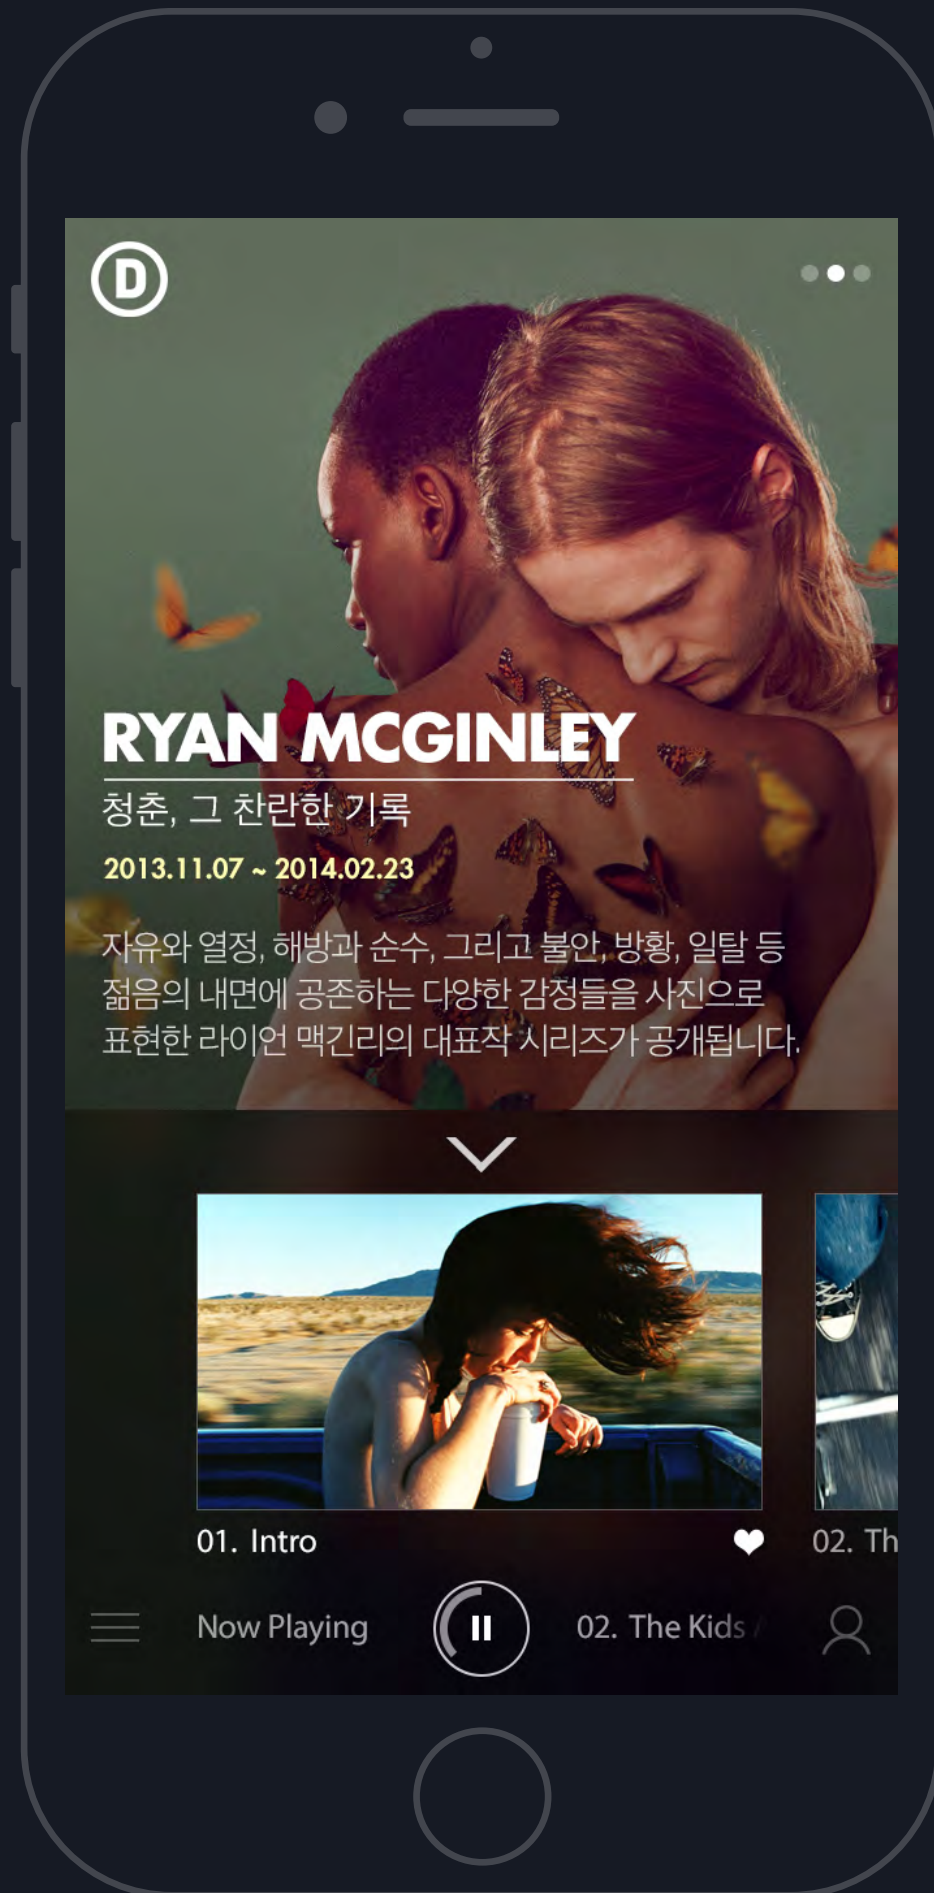 D
RYAN MCGINLEY
청춘, 그 찬란한 기록
2013.11.07 ~ 2014.02.23
자유와 열정, 해방과 순수, 그리고 불안, 방황, 일탈 등
젊음의 내면에 공존하는 다양한 감정들을 사진으로
표현한 라이언 맥긴리의 대표작 시리즈가 공개됩니다.
01. Intro
02. Th
Now Playing
02. The Kids